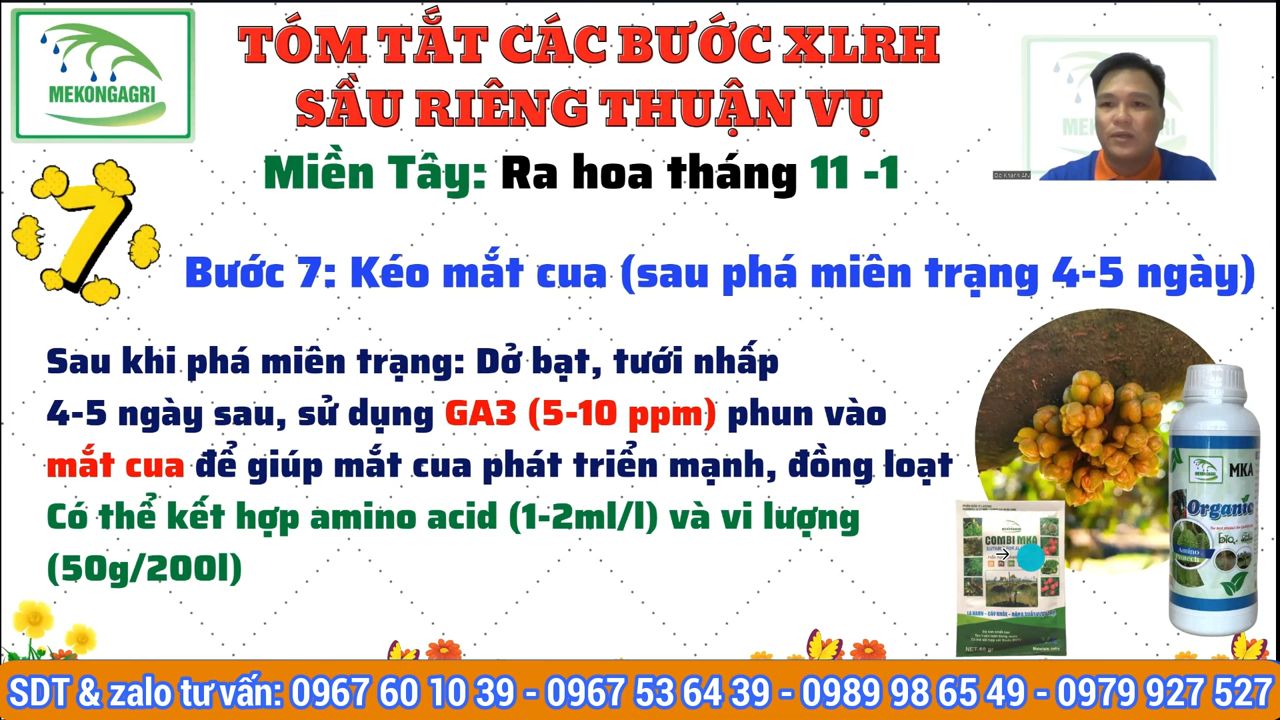 MEKONGAGRI
TÓM TẮT CÁC BƯỚC XLRH
SẦU RIÊNG THUẬN VỤ
Miền Tây: Ra hoa tháng 11 -1
7
Bước 7: Kéo mắt cua (sau phá miên trạng 4-5 ngày)
Sau khi phá miên trạng: Dở bạt, tưới nhấp
4-5 ngày sau, sử dụng GA3 (5-10 ppm) phun vào
mắt cua để giúp mắt cua phát triển mạnh, đồng loạt
Có thể kết hợp amino acid (1-2ml/l) và vi lượng
(50g/200l)
COMBI MKA
MEKONGAGRI
MKA
Organic
Amino
SDT & zalo tư vấn: 0967 60 10 39 - 0967 53 64 39 - 0989 98 65 49 - 0979 927 527